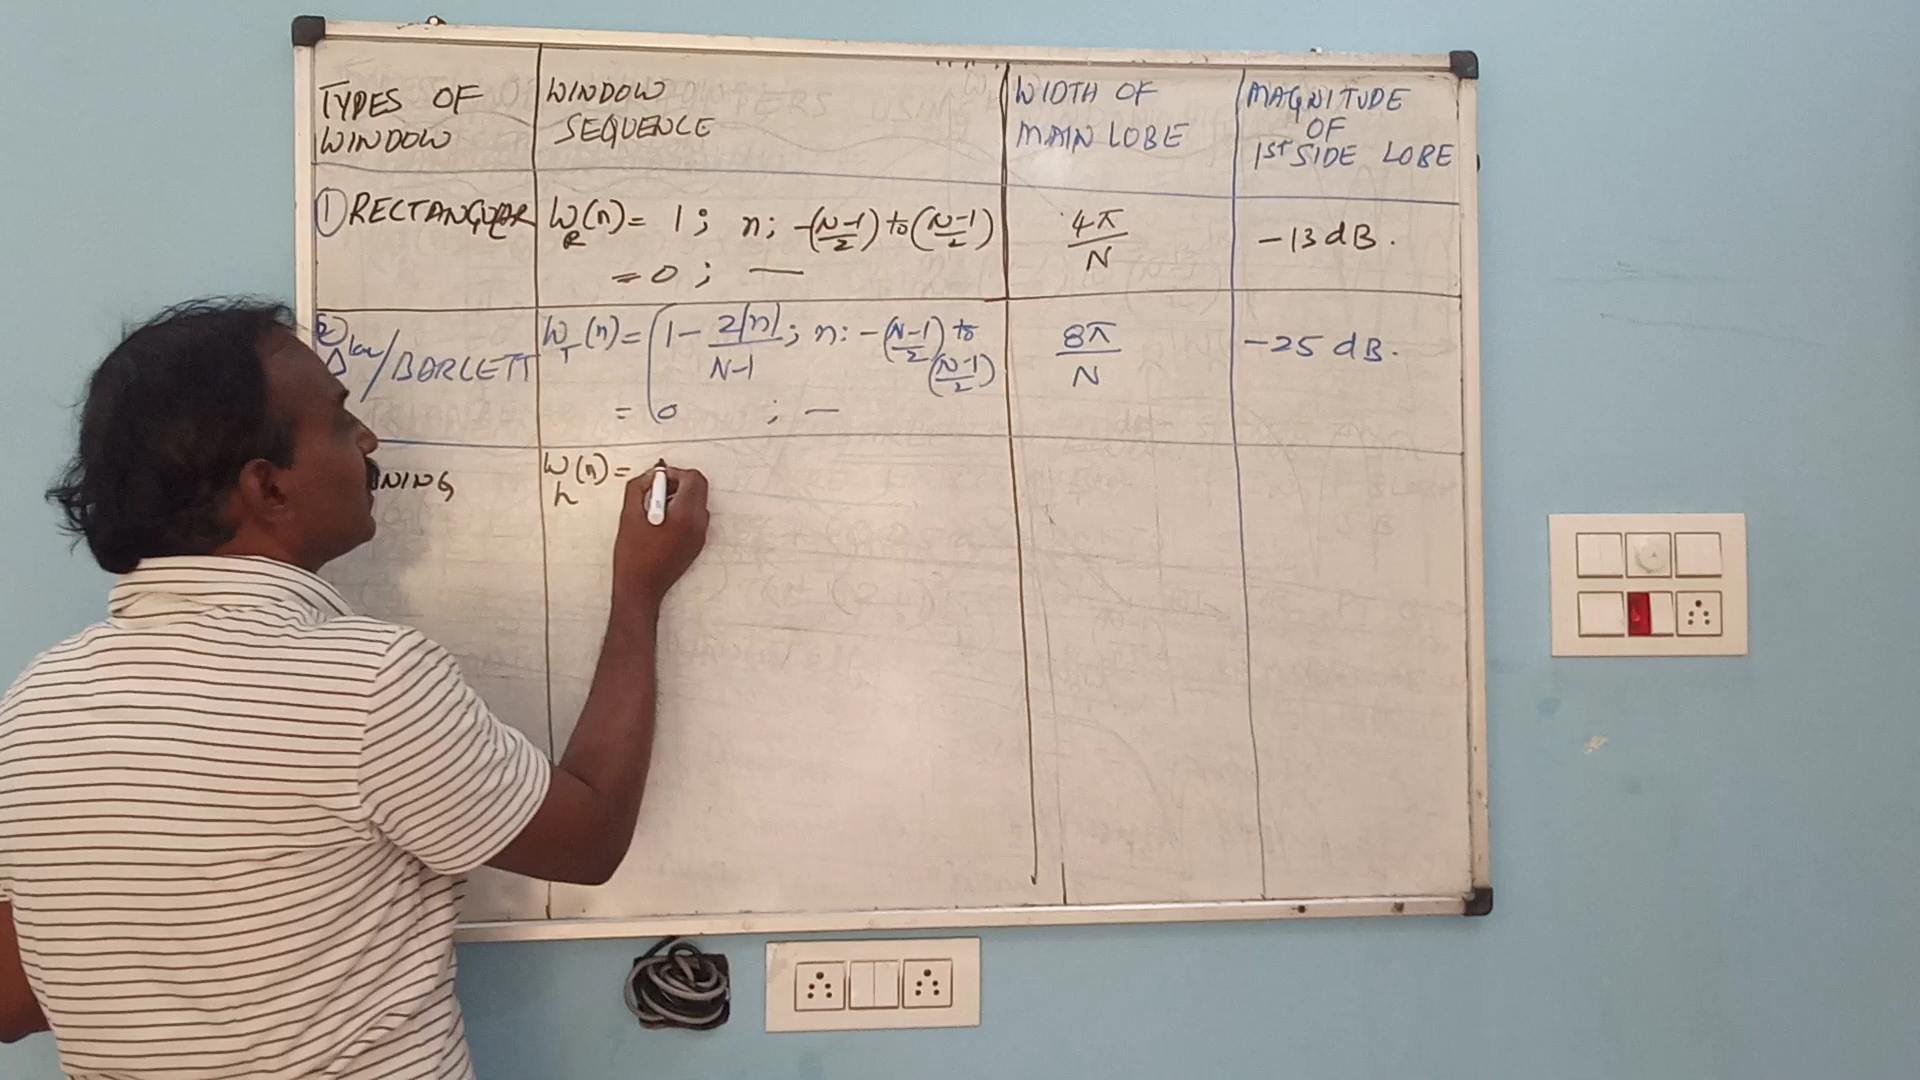 TYPES OF WINDOW
WINDOW SEQUENCE
WIDTH OF MAIN LOBE
MAGNITUDE OF 1ST SIDE LOBE
① RECTANGULAR
W_R(n) = 1; n; -(N-1)/2) to (N-1/2)
= 0; —
4π/N
-13 dB.
② Δlar/BARLETT
W_T(n) = (1 - 2|n|/N-1; n: -(N-1/2) to (N-1/2)
= 0 ; —
8π/N
-25 dB.
NING
W_h(n) =